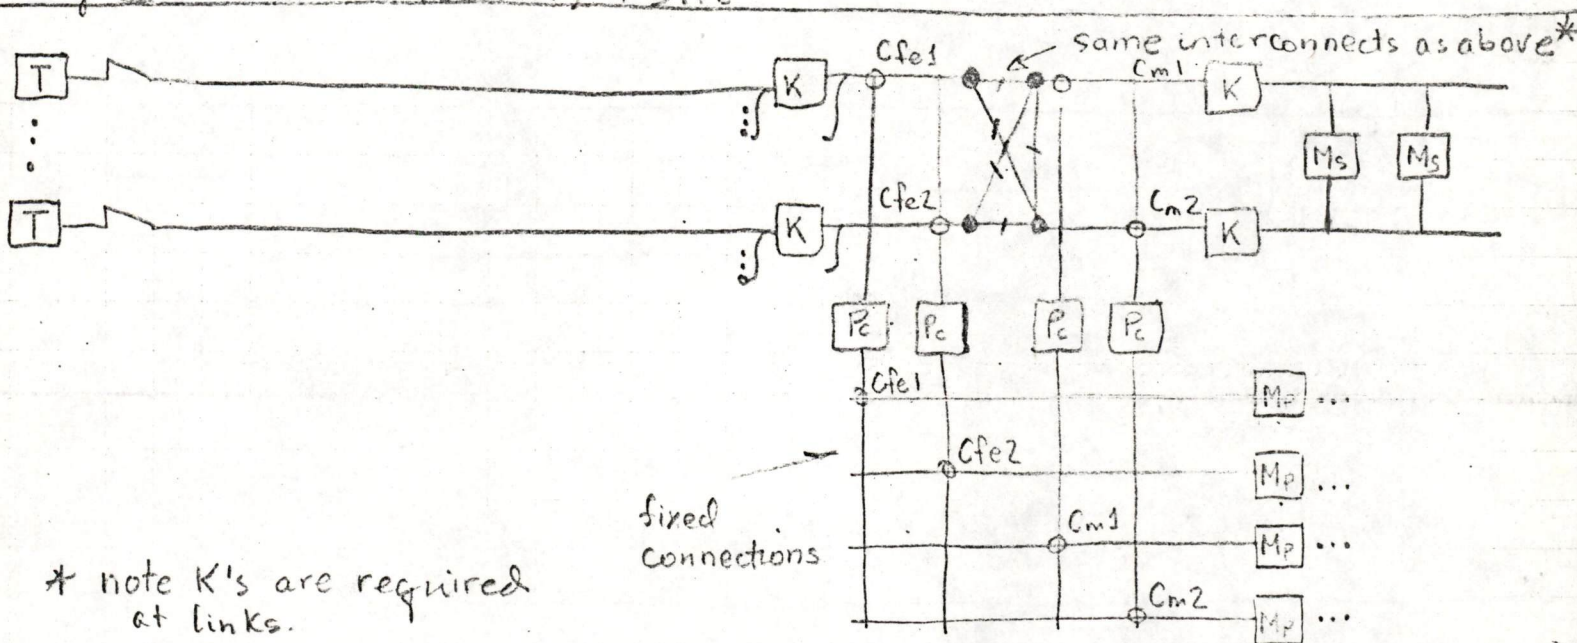 same interconnects as above*
T K Cfe1 Cm1 K
Ms Ms
T K Cfe2 Cm2 K
Pc Pc Pc Pc
Cfe1 Mp ...
Cfe2 Mp ...
fixed
connections
Cm1 Mp ...
Cm2 Mp ...
* note K's are required
at links.